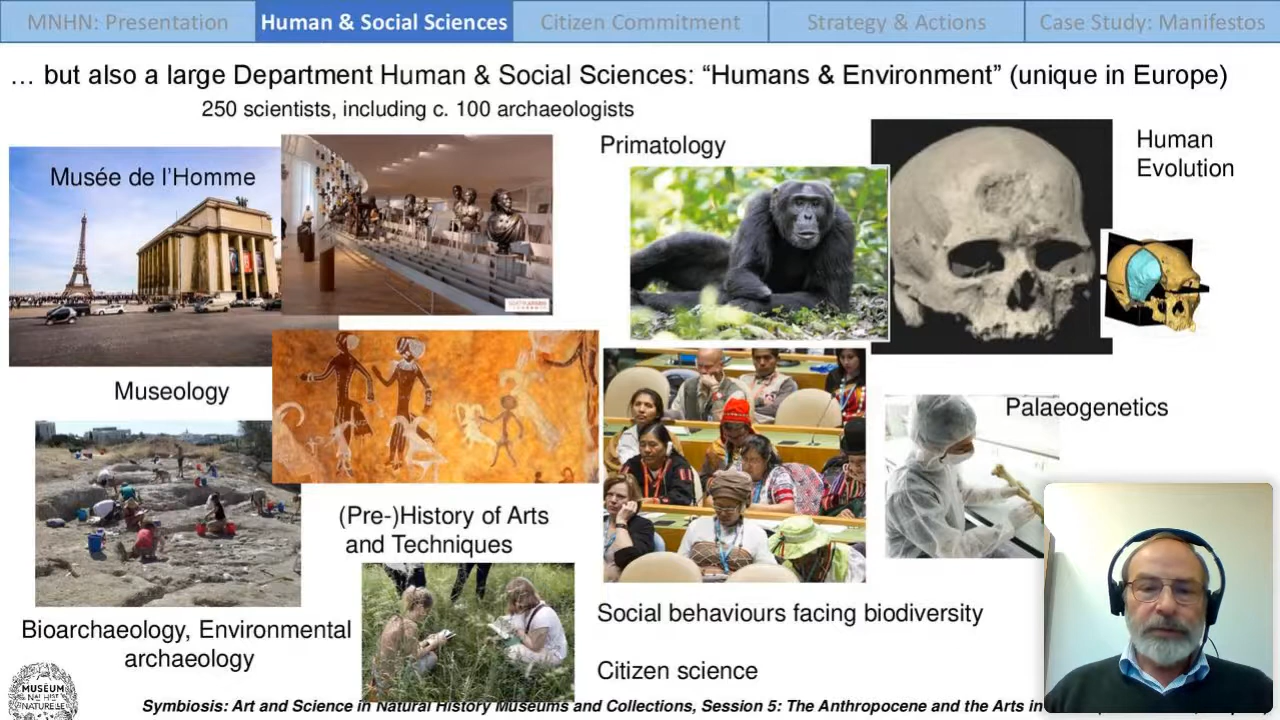 MNHN: Presentation
Human & Social Sciences
Citizen Commitment
Strategy & Actions
Case Study: Manifestos
… but also a large Department Human & Social Sciences: “Humans & Environment” (unique in Europe)
250 scientists, including c. 100 archaeologists
Musée de l’Homme
Primatology
Human
Evolution
Museology
Palaeogenetics
(Pre-)History of Arts
and Techniques
Social behaviours facing biodiversity
Bioarchaeology, Environmental
archaeology
Citizen science
MUSÉUM
NATURELLE
Symbiosis: Art and Science in Natural History Museums and Collections, Session 5: The Anthropocene and the Arts in